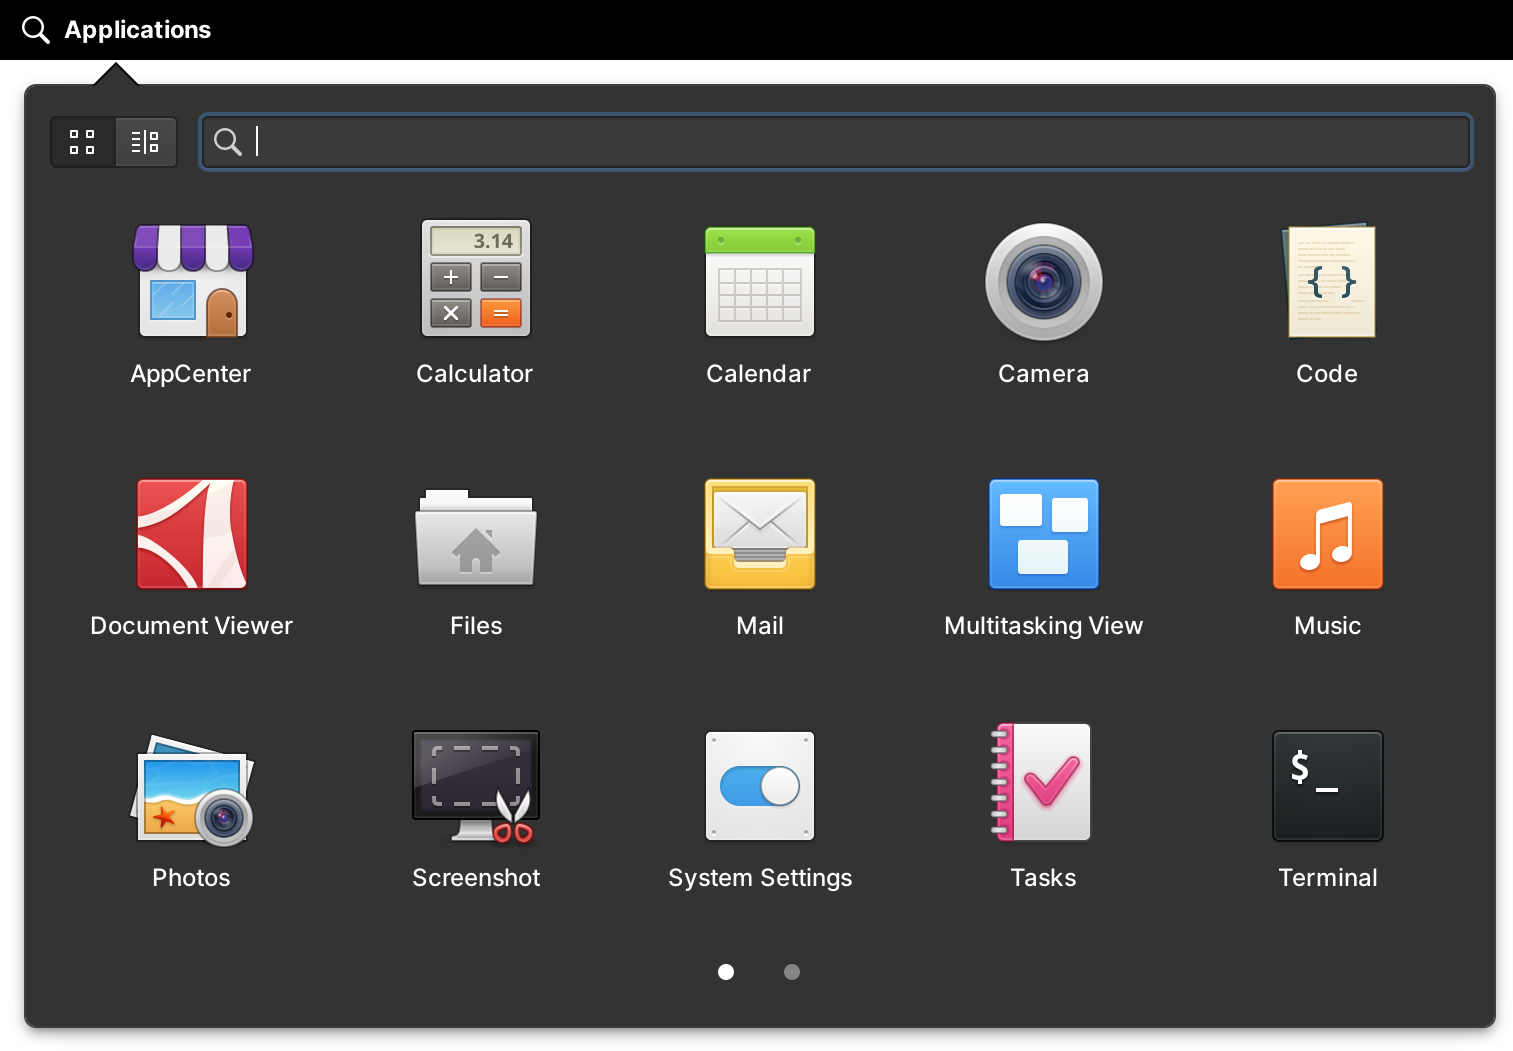 Applications
3.14
+ −
× =
{ }
AppCenter Calculator Calendar Camera Code
Document Viewer Files Mail Multitasking View Music
$_
Photos Screenshot System Settings Tasks Terminal